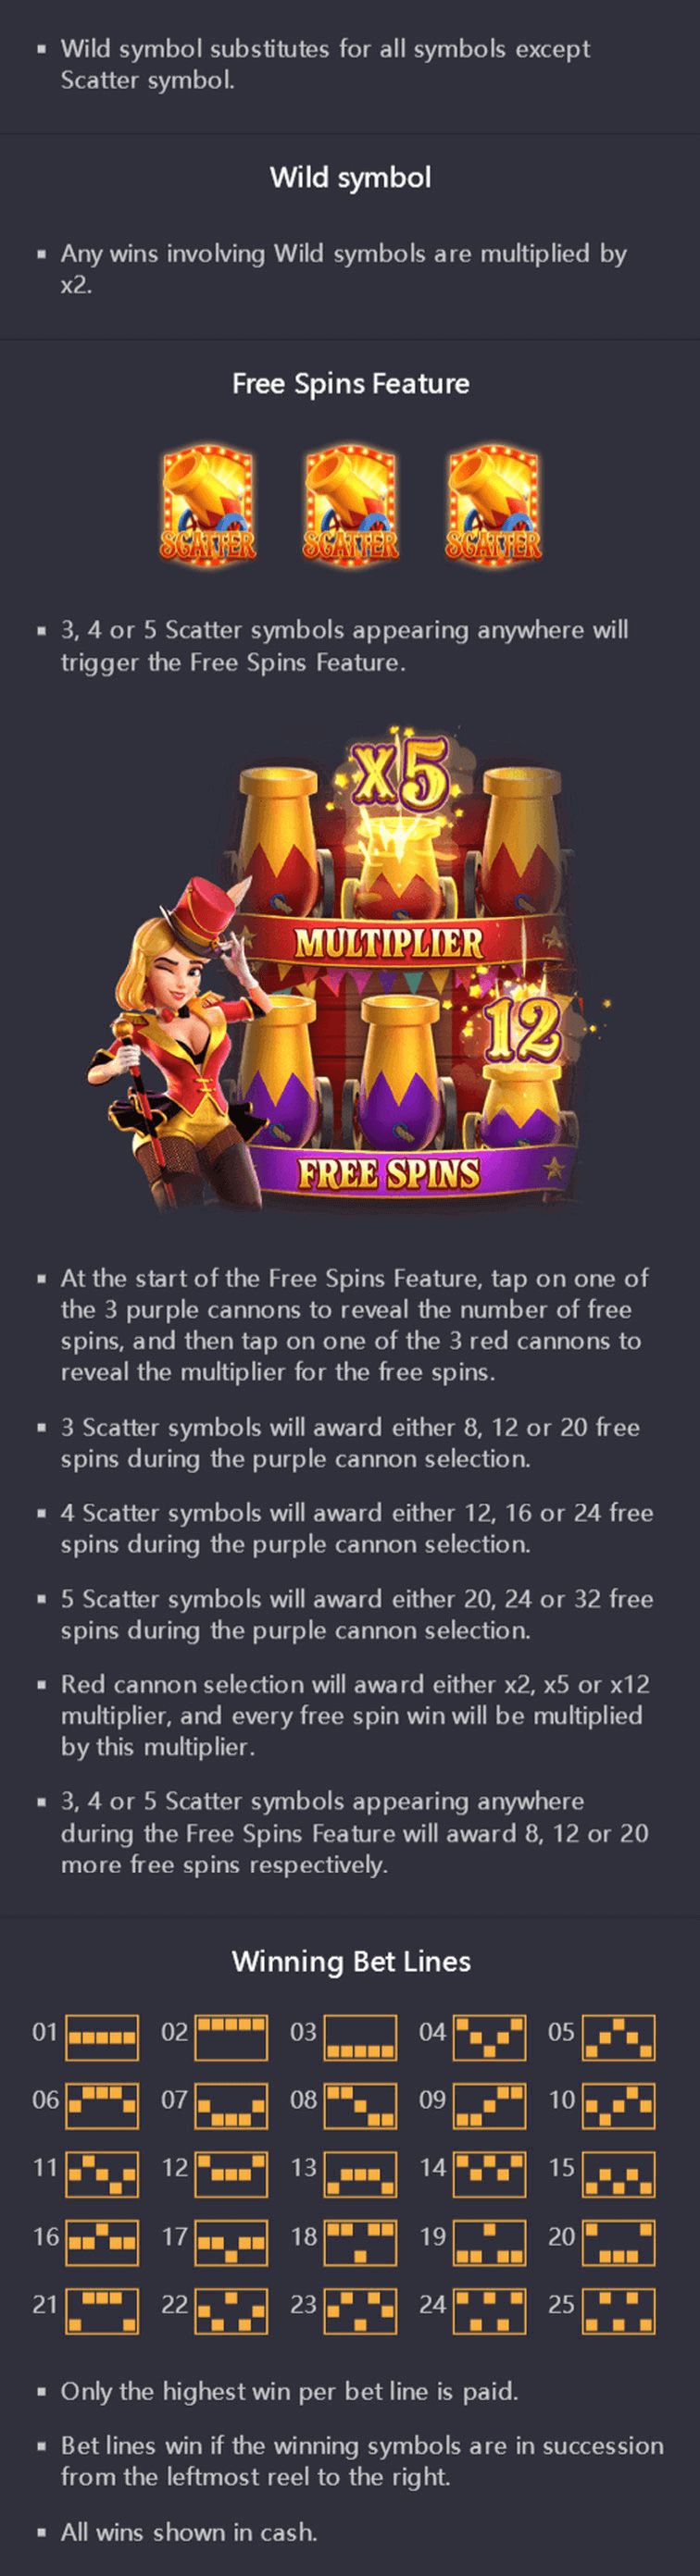 ▪ Wild symbol substitutes for all symbols except
Scatter symbol.
Wild symbol
▪ Any wins involving Wild symbols are multiplied by
x2.
Free Spins Feature
SCATTER SCATTER SCATTER
▪ 3, 4 or 5 Scatter symbols appearing anywhere will
trigger the Free Spins Feature.
x5
MULTIPLIER
12
FREE SPINS
▪ At the start of the Free Spins Feature, tap on one of
the 3 purple cannons to reveal the number of free
spins, and then tap on one of the 3 red cannons to
reveal the multiplier for the free spins.
▪ 3 Scatter symbols will award either 8, 12 or 20 free
spins during the purple cannon selection.
▪ 4 Scatter symbols will award either 12, 16 or 24 free
spins during the purple cannon selection.
▪ 5 Scatter symbols will award either 20, 24 or 32 free
spins during the purple cannon selection.
▪ Red cannon selection will award either x2, x5 or x12
multiplier, and every free spin win will be multiplied
by this multiplier.
▪ 3, 4 or 5 Scatter symbols appearing anywhere
during the Free Spins Feature will award 8, 12 or 20
more free spins respectively.
Winning Bet Lines
01 02 03 04 05
06 07 08 09 10
11 12 13 14 15
16 17 18 19 20
21 22 23 24 25
▪ Only the highest win per bet line is paid.
▪ Bet lines win if the winning symbols are in succession
from the leftmost reel to the right.
▪ All wins shown in cash.